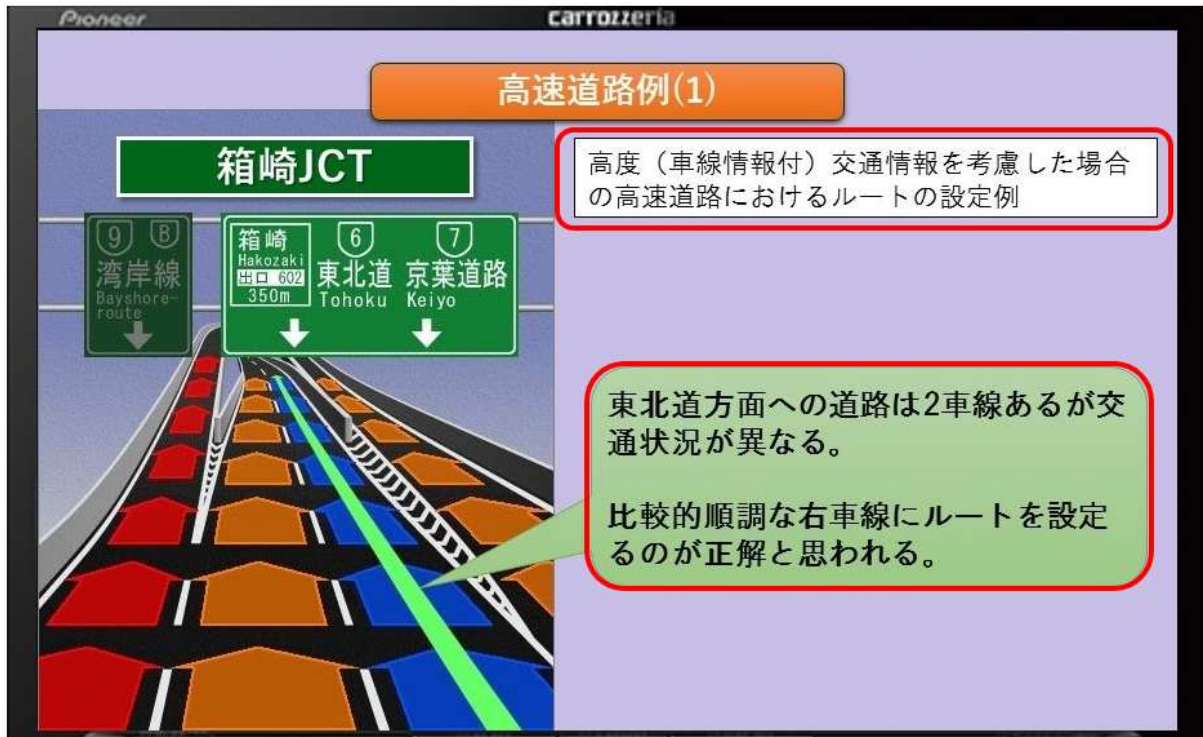 Pioneer
carrozzeria
高速道路例(1)
箱崎JCT
高度（車線情報付）交通情報を考慮した場合
の高速道路におけるルートの設定例
9 B
湾岸線
Bayshore-
route
箱崎
Hakozaki
出口 602
350m
6
東北道
Tohoku
7
京葉道路
Keiyo
東北道方面への道路は2車線あるが交
通状況が異なる。
比較的順調な右車線にルートを設定
るのが正解と思われる。